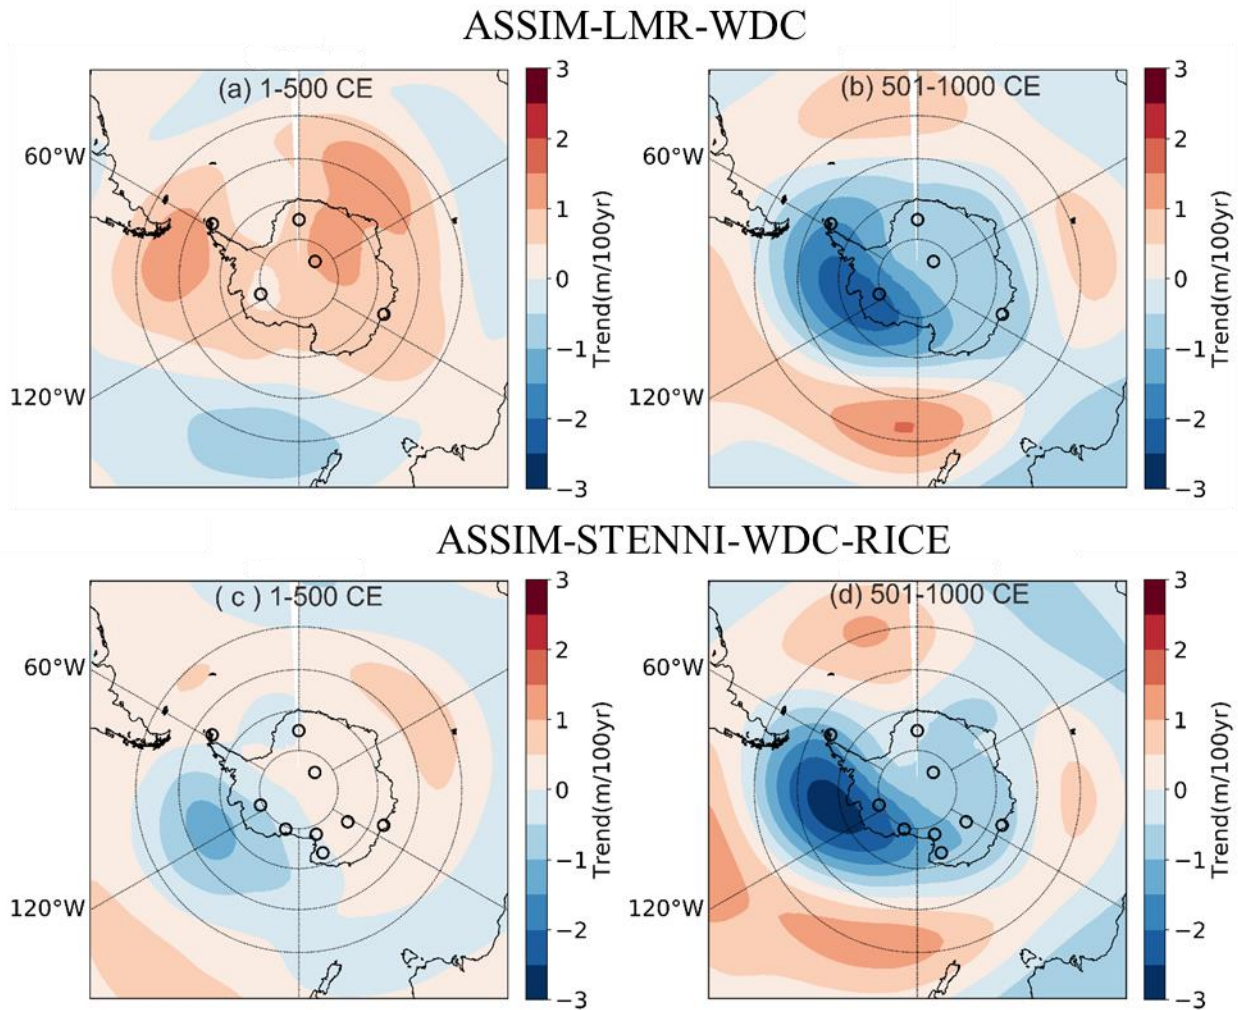 ASSIM-LMR-WDC
(a) 1-500 CE
(b) 501-1000 CE
60°W
120°W
3
2
1
0
−1
−2
−3
Trend(m/100yr)
60°W
120°W
3
2
1
0
−1
−2
−3
Trend(m/100yr)
ASSIM-STENNI-WDC-RICE
( c ) 1-500 CE
(d) 501-1000 CE
60°W
120°W
3
2
1
0
−1
−2
−3
Trend(m/100yr)
60°W
120°W
3
2
1
0
−1
−2
−3
Trend(m/100yr)